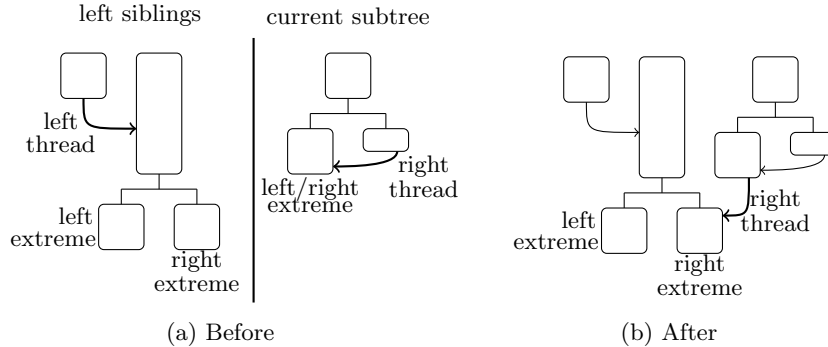 left siblings
current subtree
left
thread
left
extreme
right
extreme
left/right
extreme
right
thread
(a) Before
left
extreme
right
extreme
right
thread
(b) After